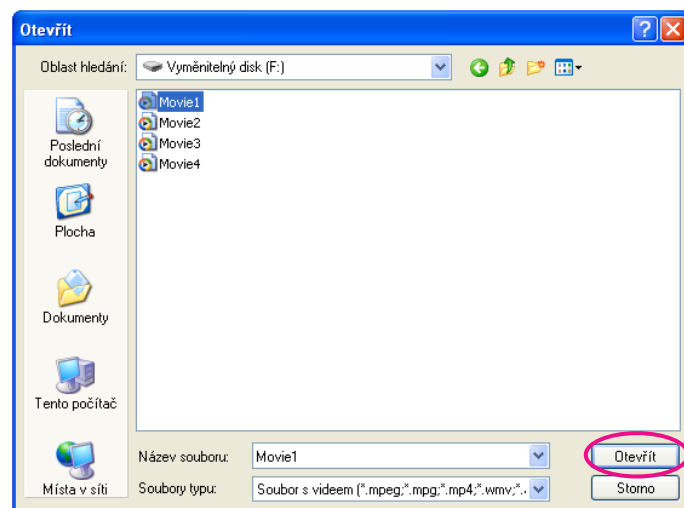 Otevřít
Oblast hledání: Vyměnitelný disk (F:)
Movie1
Movie2
Movie3
Movie4
Poslední
dokumenty
Plocha
Dokumenty
Tento počítač
Místa v síti
Název souboru: Movie1 Otevřít
Soubory typu: Soubor s videem (*.mpeg;*.mpg;*.mp4;*.wmv;*. Storno